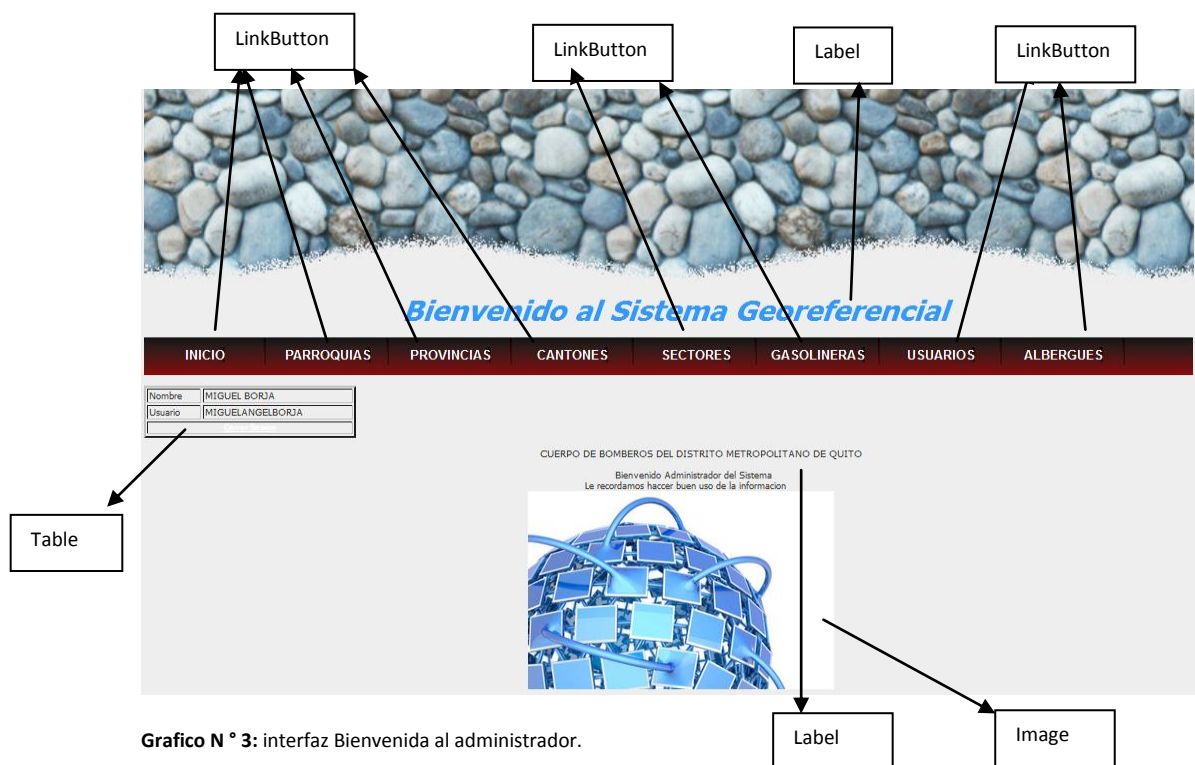 LinkButton
LinkButton
Label
LinkButton
Bienvenido al Sistema Georeferencial
INICIO PARROQUIAS PROVINCIAS CANTONES SECTORES GASOLINERAS USUARIOS ALBERGUES
Nombre MIGUEL BORJA
Usuario MIGUELANGELBORJA
CUERPO DE BOMBEROS DEL DISTRITO METROPOLITANO DE QUITO
Bienvenido Administrador del Sistema
Le recordamos haccer buen uso de la informacion
Table
Label
Image
Grafico N ° 3: interfaz Bienvenida al administrador.